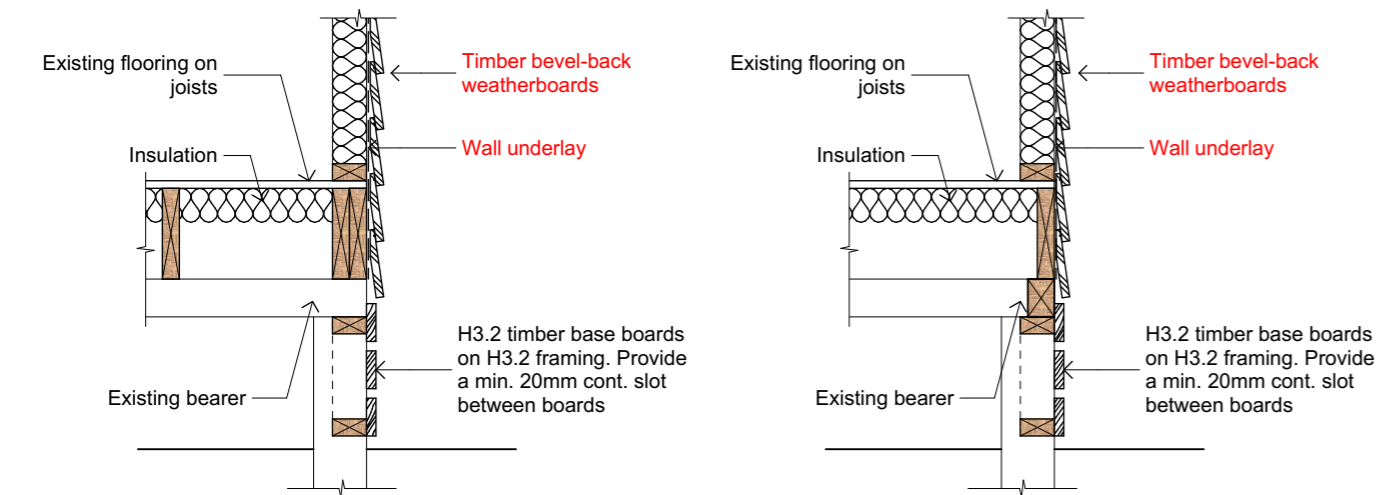 Existing flooring on
joists
Timber bevel-back
weatherboards
Insulation
Wall underlay
H3.2 timber base boards
on H3.2 framing. Provide
a min. 20mm cont. slot
between boards
Existing bearer
Existing flooring on
joists
Timber bevel-back
weatherboards
Insulation
Wall underlay
H3.2 timber base boards
on H3.2 framing. Provide
a min. 20mm cont. slot
between boards
Existing bearer